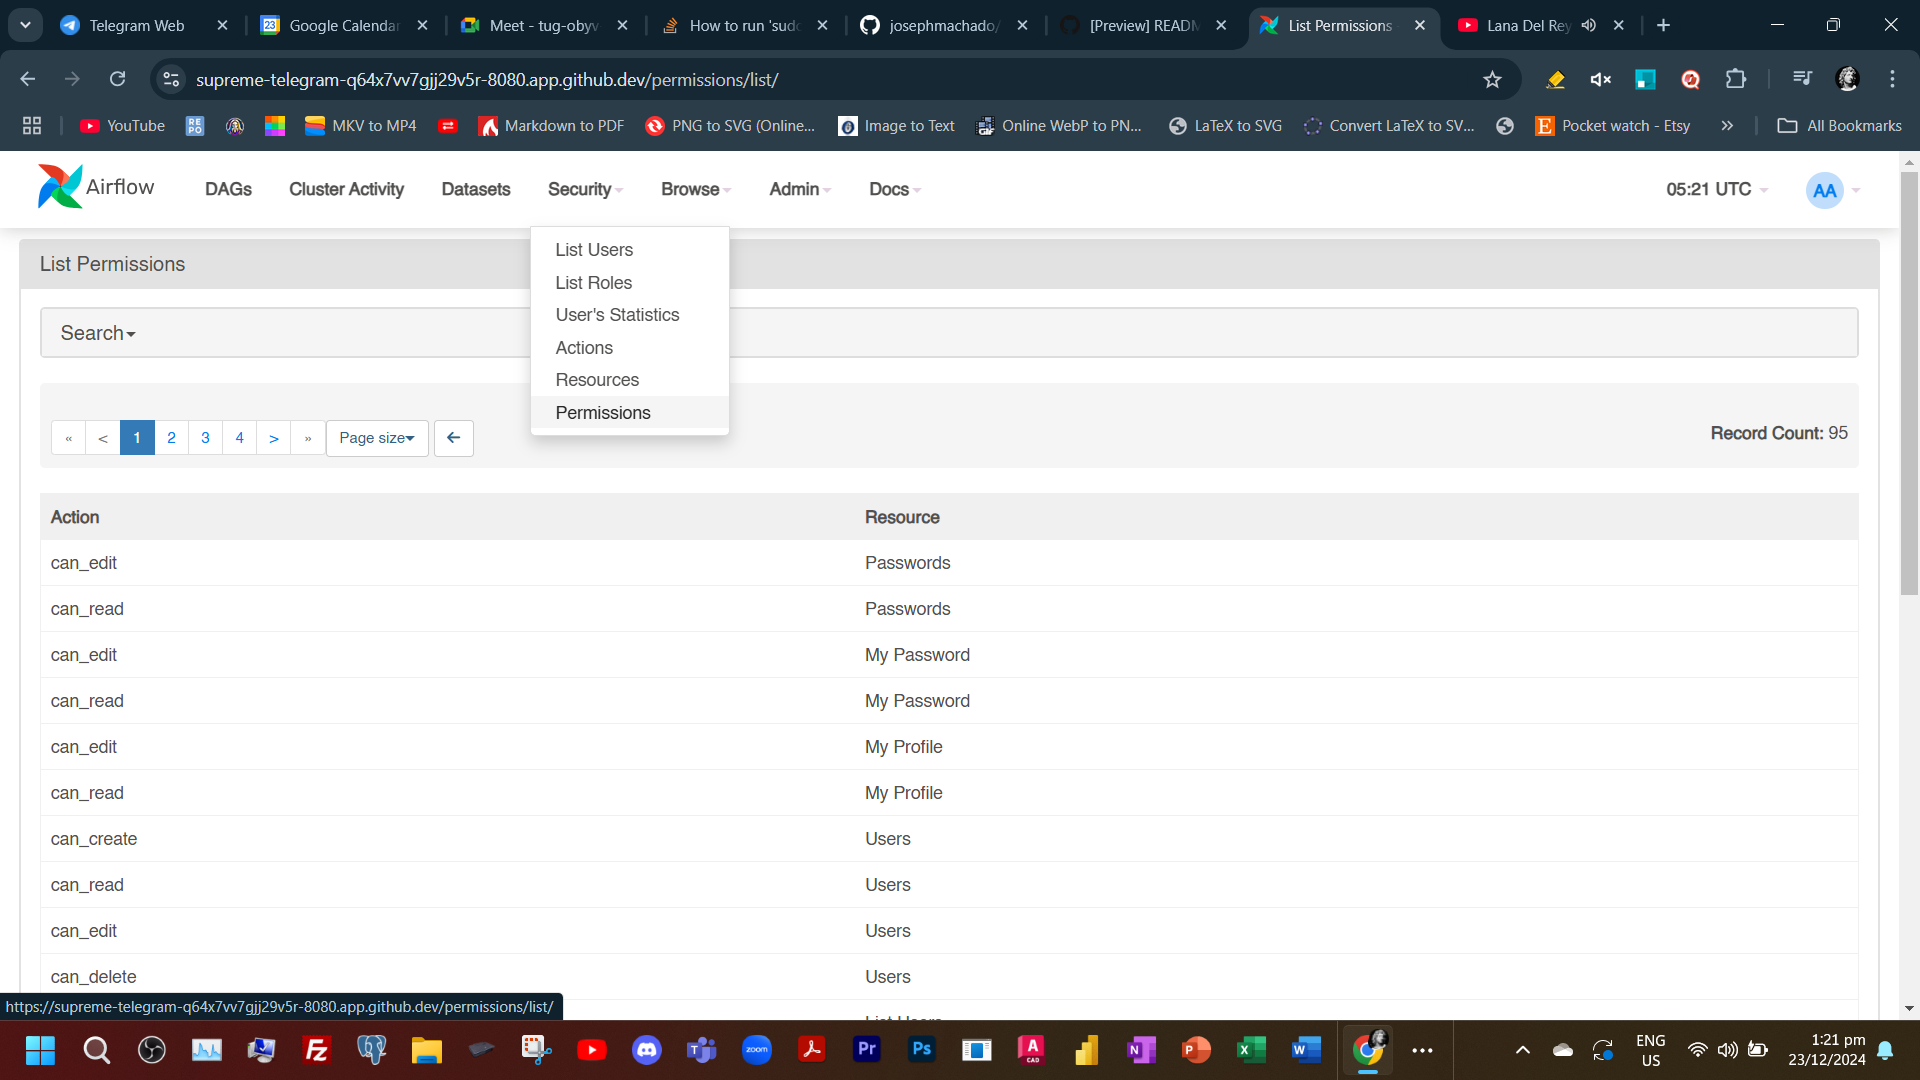 Telegram Web
Google Calendar
Meet - tug-obyv
How to run 'sudo
josephmachado/
[Preview] READM
List Permissions
Lana Del Rey
supreme-telegram-q64x7vv7gjj29v5r-8080.app.github.dev/permissions/list/
YouTube
RE
PO
MKV to MP4
Markdown to PDF
PNG to SVG (Online...
Image to Text
Online WebP to PN...
LaTeX to SVG
Convert LaTeX to SV...
Pocket watch - Etsy
All Bookmarks
Airflow
DAGs
Cluster Activity
Datasets
Security
Browse
Admin
Docs
05:21 UTC
AA
List Users
List Roles
User's Statistics
Actions
Resources
Permissions
List Permissions
Search
« < 1 2 3 4 > » Page size
Record Count: 95
Action Resource
can_edit Passwords
can_read Passwords
can_edit My Password
can_read My Password
can_edit My Profile
can_read My Profile
can_create Users
can_read Users
can_edit Users
can_delete Users
List Users
https://supreme-telegram-q64x7vv7gjj29v5r-8080.app.github.dev/permissions/list/
ENG
US
1:21 pm
23/12/2024